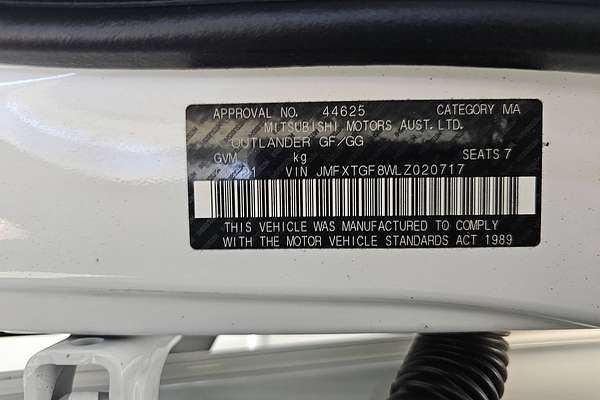 APPROVAL NO. 44625 CATEGORY MA
MITSUBISHI MOTORS AUST. LTD.
OUTLANDER GF/GG
GVM kg SEATS 7
VIN JMFXTGF8WLZ020717
THIS VEHICLE WAS MANUFACTURED TO COMPLY
WITH THE MOTOR VEHICLE STANDARDS ACT 1989